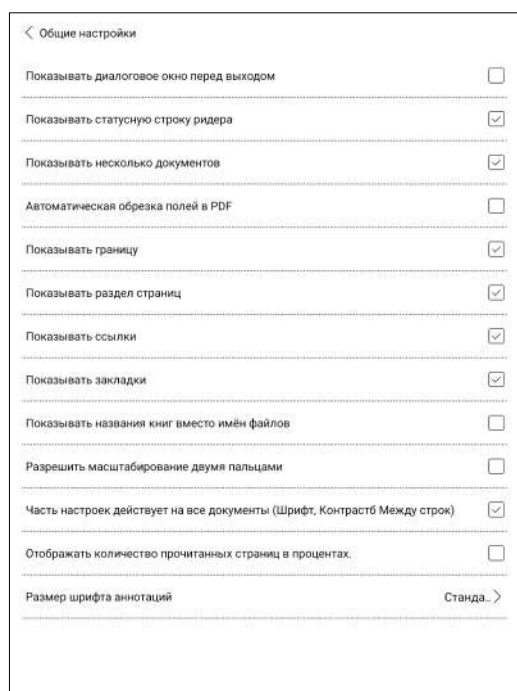 Общие настройки
Показывать диалоговое окно перед выходом
Показывать статусную строку ридера
Показывать несколько документов
Автоматическая обрезка полей в PDF
Показывать границу
Показывать раздел страниц
Показывать ссылки
Показывать закладки
Показывать названия книг вместо имён файлов
Разрешить масштабирование двумя пальцами
Часть настроек действует на все документы (Шрифт, Контрастб Между строк)
Отображать количество прочитанных страниц в процентах.
Размер шрифта аннотаций Станда..